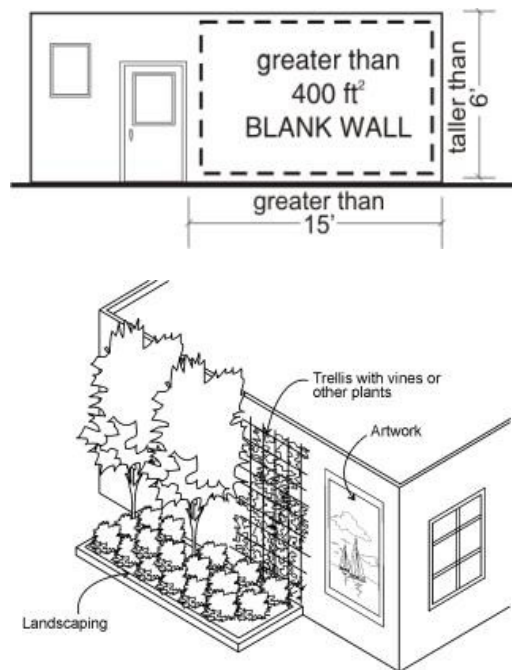 greater than
400 ft²
BLANK WALL
taller than
6'
greater than
15'
Trellis with vines or
other plants
Artwork
Landscaping